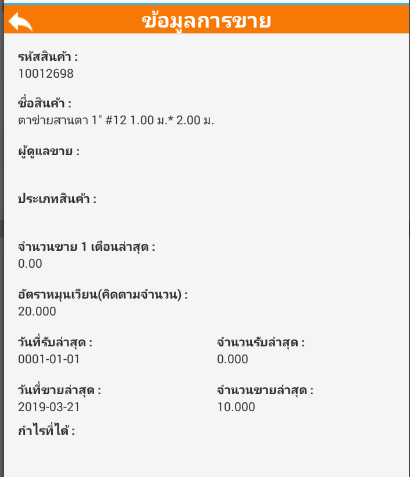 ข้อมูลการขาย
รหัสสินค้า :
10012698
ชื่อสินค้า :
ตาข่ายสานตา 1" #12 1.00 ม.* 2.00 ม.
ผู้ดูแลขาย :
ประเภทสินค้า :
จำนวนขาย 1 เดือนล่าสุด :
0.00
อัตราหมุนเวียน(คิดตามจำนวน) :
20.000
วันที่รับล่าสุด : จำนวนรับล่าสุด :
0001-01-01 0.000
วันที่ขายล่าสุด : จำนวนขายล่าสุด :
2019-03-21 10.000
กำไรที่ได้ :